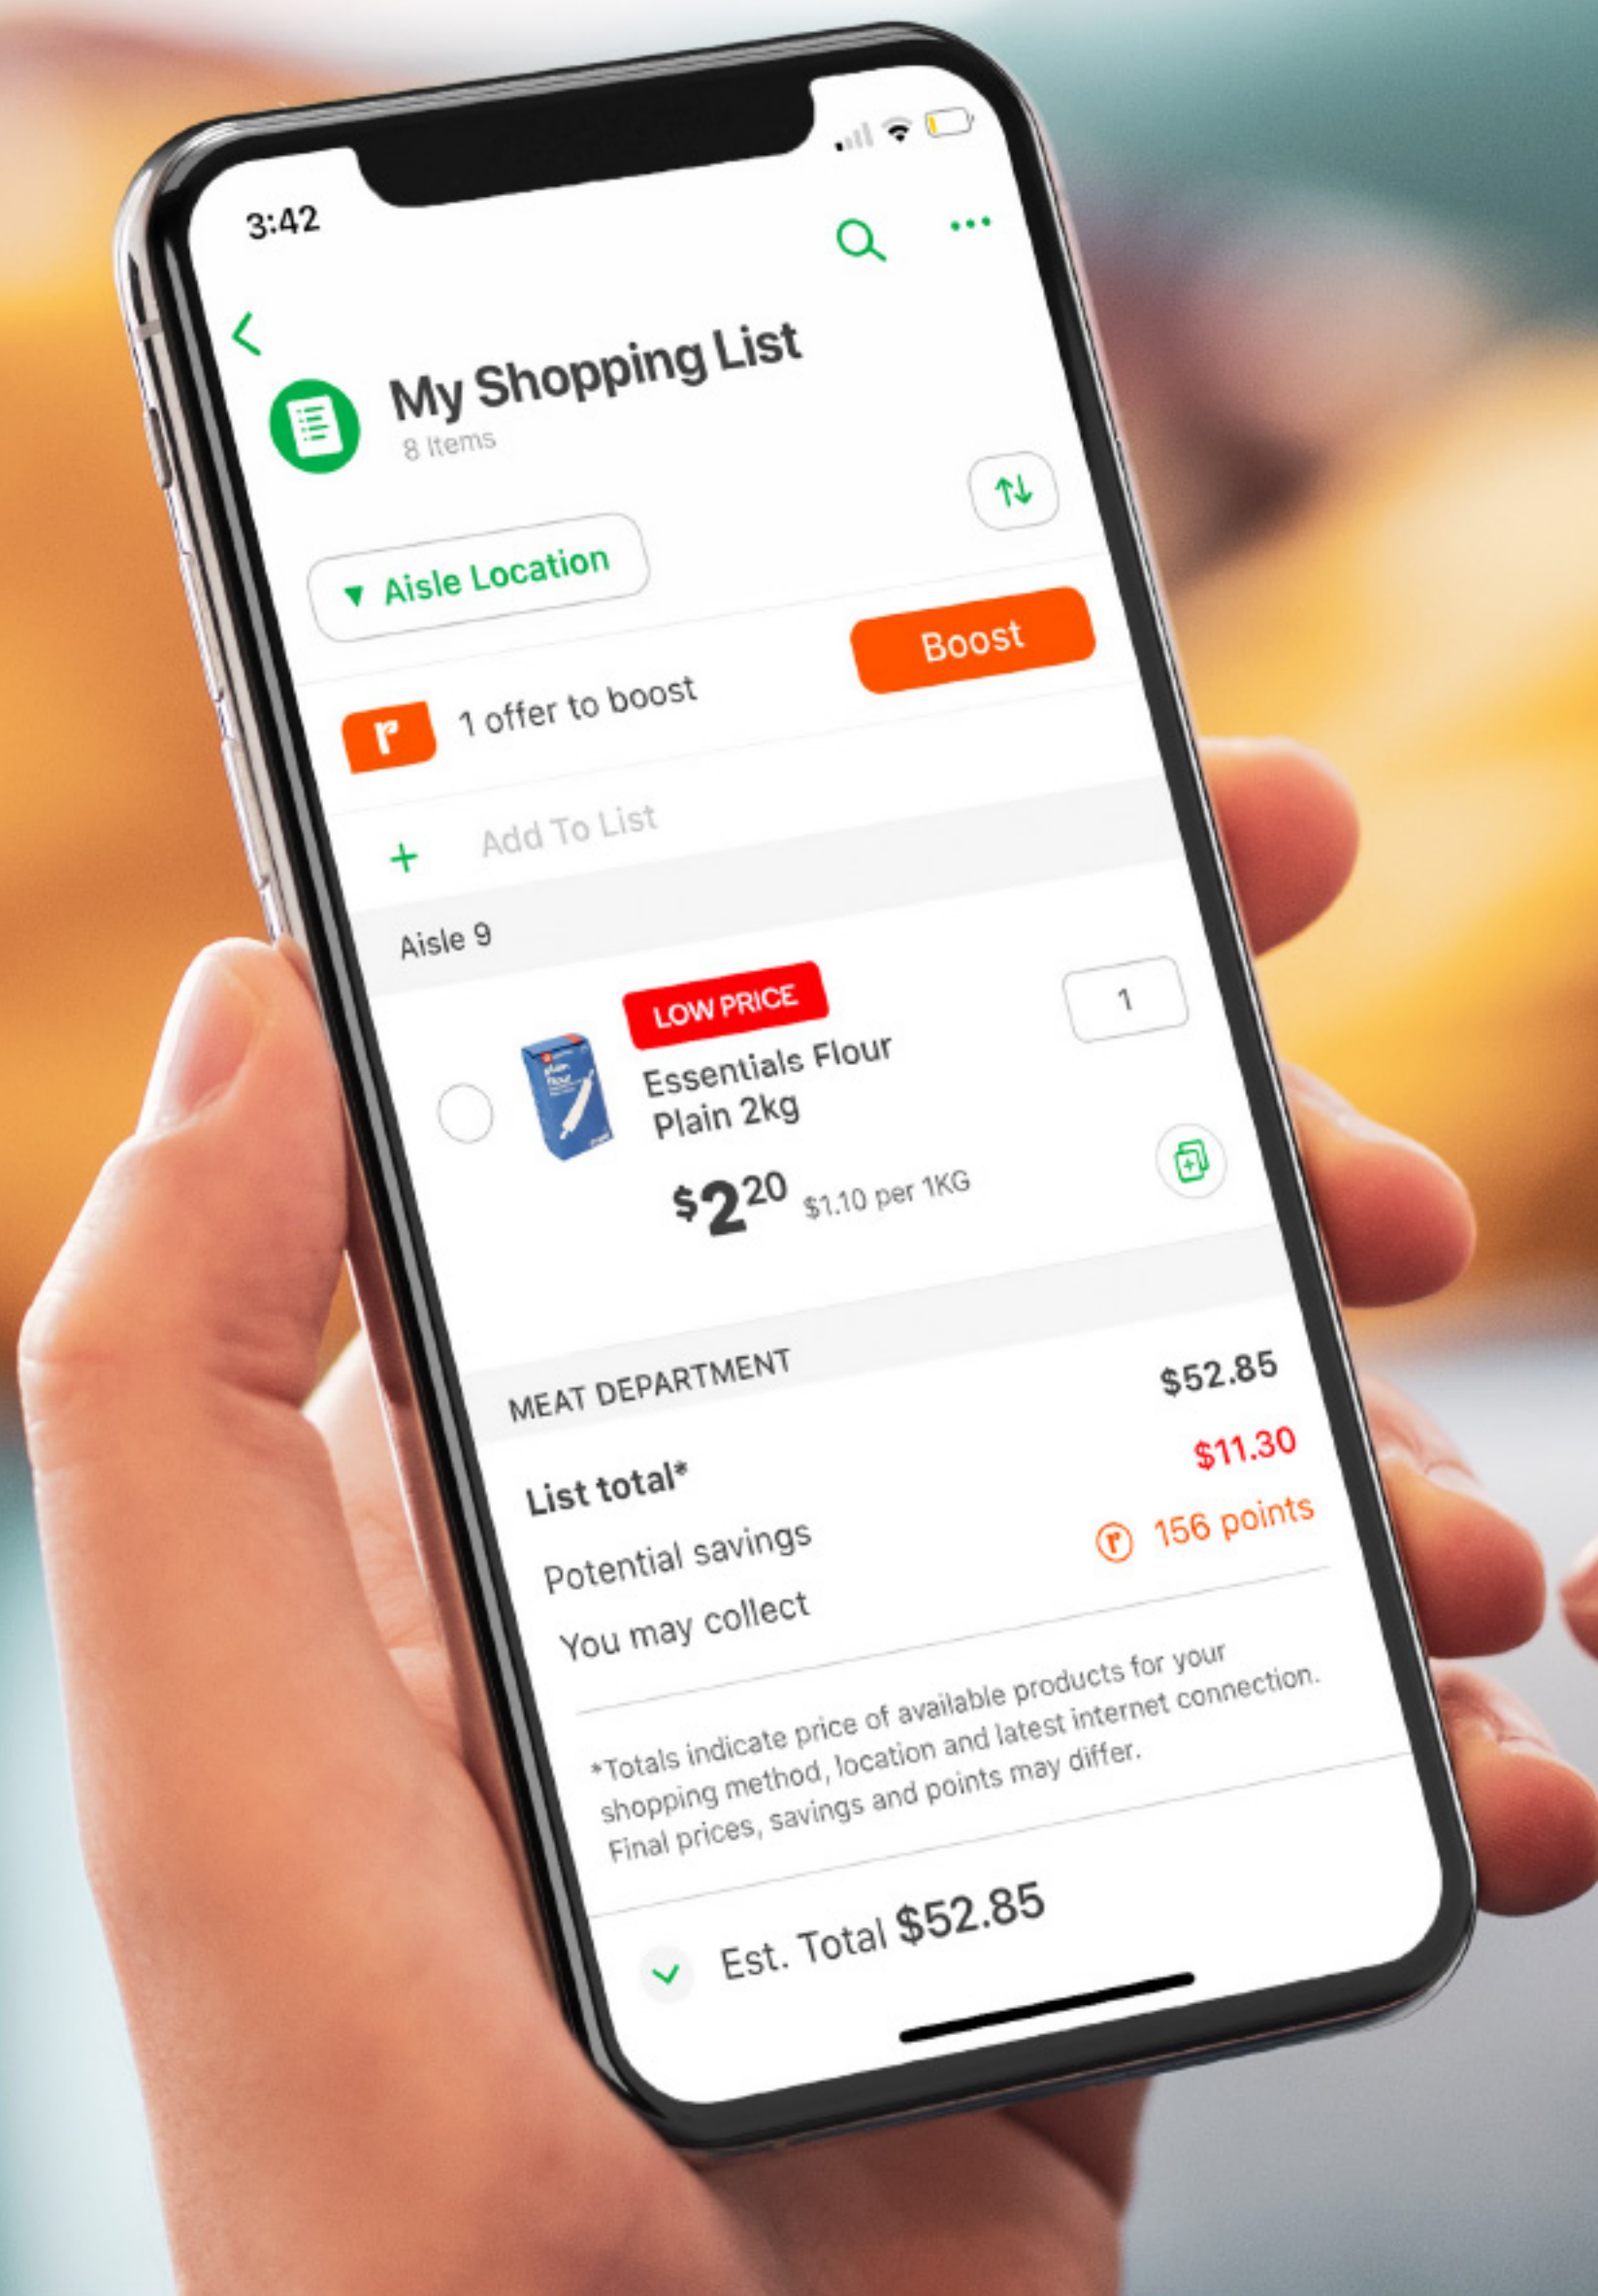 3:42
My Shopping List
8 Items
▼ Aisle Location
r 1 offer to boost Boost
+ Add To List
Aisle 9
LOW PRICE
1
Essentials Flour
Plain 2kg
plain
flour
$2.20 $1.10 per 1KG
MEAT DEPARTMENT
List total* $52.85
Potential savings $11.30
You may collect r 156 points
*Totals indicate price of available products for your
shopping method, location and latest internet connection.
Final prices, savings and points may differ.
Est. Total $52.85